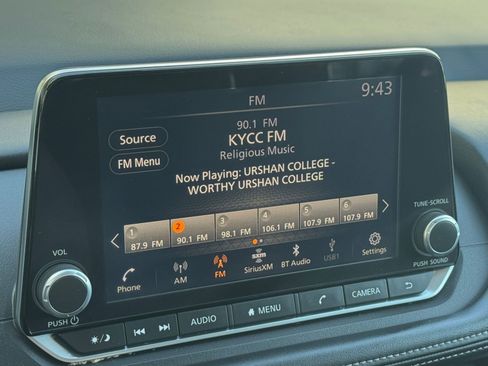 FM
9:43
90.1 FM
Source
KYCC FM
Religious Music
FM Menu
Now Playing: URSHAN COLLEGE -
WORTHY URSHAN COLLEGE
1 2 3 4 5 6
87.9 FM 90.1 FM 98.1 FM 106.1 FM 107.9 FM 107.9 FM
Phone AM FM SiriusXM BT Audio USB1 Settings
sxm
VOL
TUNE·SCROLL
PUSH
PUSH SOUND
AUDIO MENU CAMERA